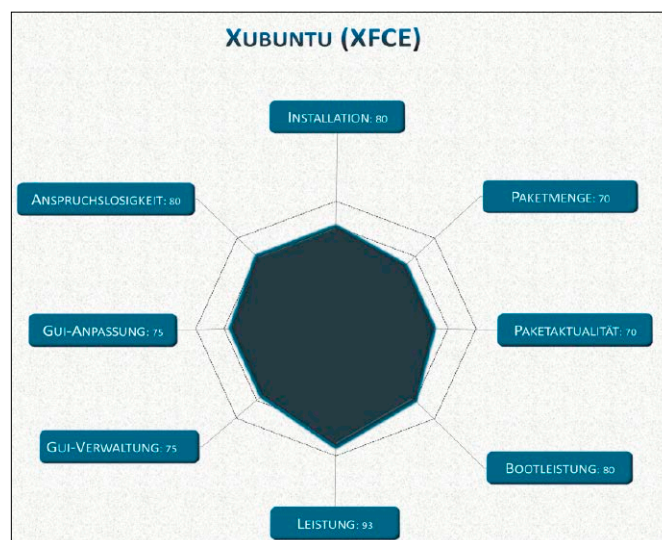 XUBUNTU (XFCE)
INSTALLATION: 80
ANSPRUCHSLOSIGKEIT: 80
PAKETMENGE: 70
GUI-ANPASSUNG: 75
PAKETAKTUALITÄT: 70
GUI-VERWALTUNG: 75
BOOTLEISTUNG: 80
LEISTUNG: 93